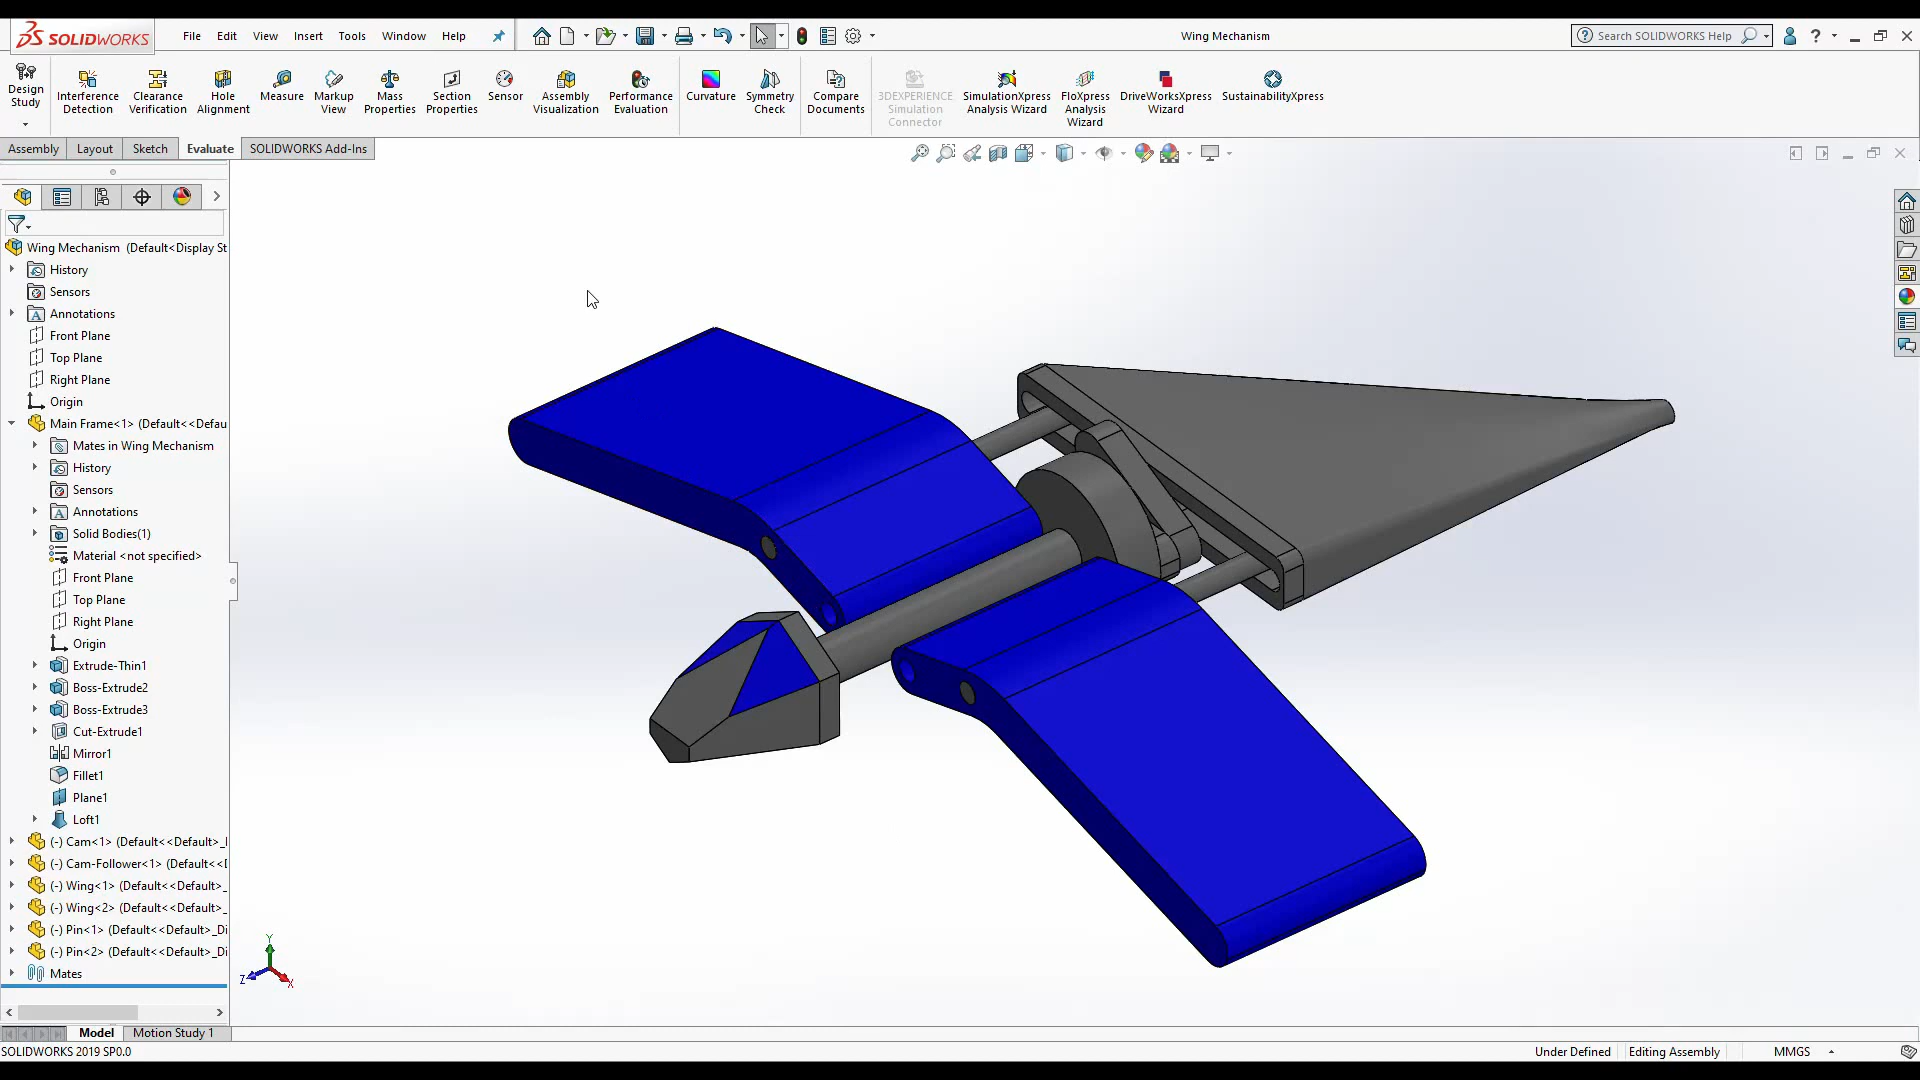 SOLIDWORKS
File Edit View Insert Tools Window Help
Wing Mechanism
Search SOLIDWORKS Help
Design Study
Interference Detection
Clearance Verification
Hole Alignment
Measure
Markup View
Mass Properties
Section Properties
Sensor
Assembly Visualization
Performance Evaluation
Curvature
Symmetry Check
Compare Documents
3DEXPERIENCE Simulation Connector
SimulationXpress Analysis Wizard
FloXpress Analysis Wizard
DriveWorksXpress Wizard
SustainabilityXpress
Assembly Layout Sketch Evaluate SOLIDWORKS Add-Ins
Wing Mechanism (Default<Display St
History
Sensors
Annotations
Front Plane
Top Plane
Right Plane
Origin
Main Frame<1> (Default<<Defau
Mates in Wing Mechanism
History
Sensors
Annotations
Solid Bodies(1)
Material <not specified>
Front Plane
Top Plane
Right Plane
Origin
Extrude-Thin1
Boss-Extrude2
Boss-Extrude3
Cut-Extrude1
Mirror1
Fillet1
Plane1
Loft1
(-) Cam<1> (Default<<Default>_
(-) Cam-Follower<1> (Default<<
(-) Wing<1> (Default<<Default>_
(-) Wing<2> (Default<<Default>_
(-) Pin<1> (Default<<Default>_Di
(-) Pin<2> (Default<<Default>_Di
Mates
Y
Z
X
Model Motion Study 1
SOLIDWORKS 2019 SP0.0
Under Defined Editing Assembly MMGS